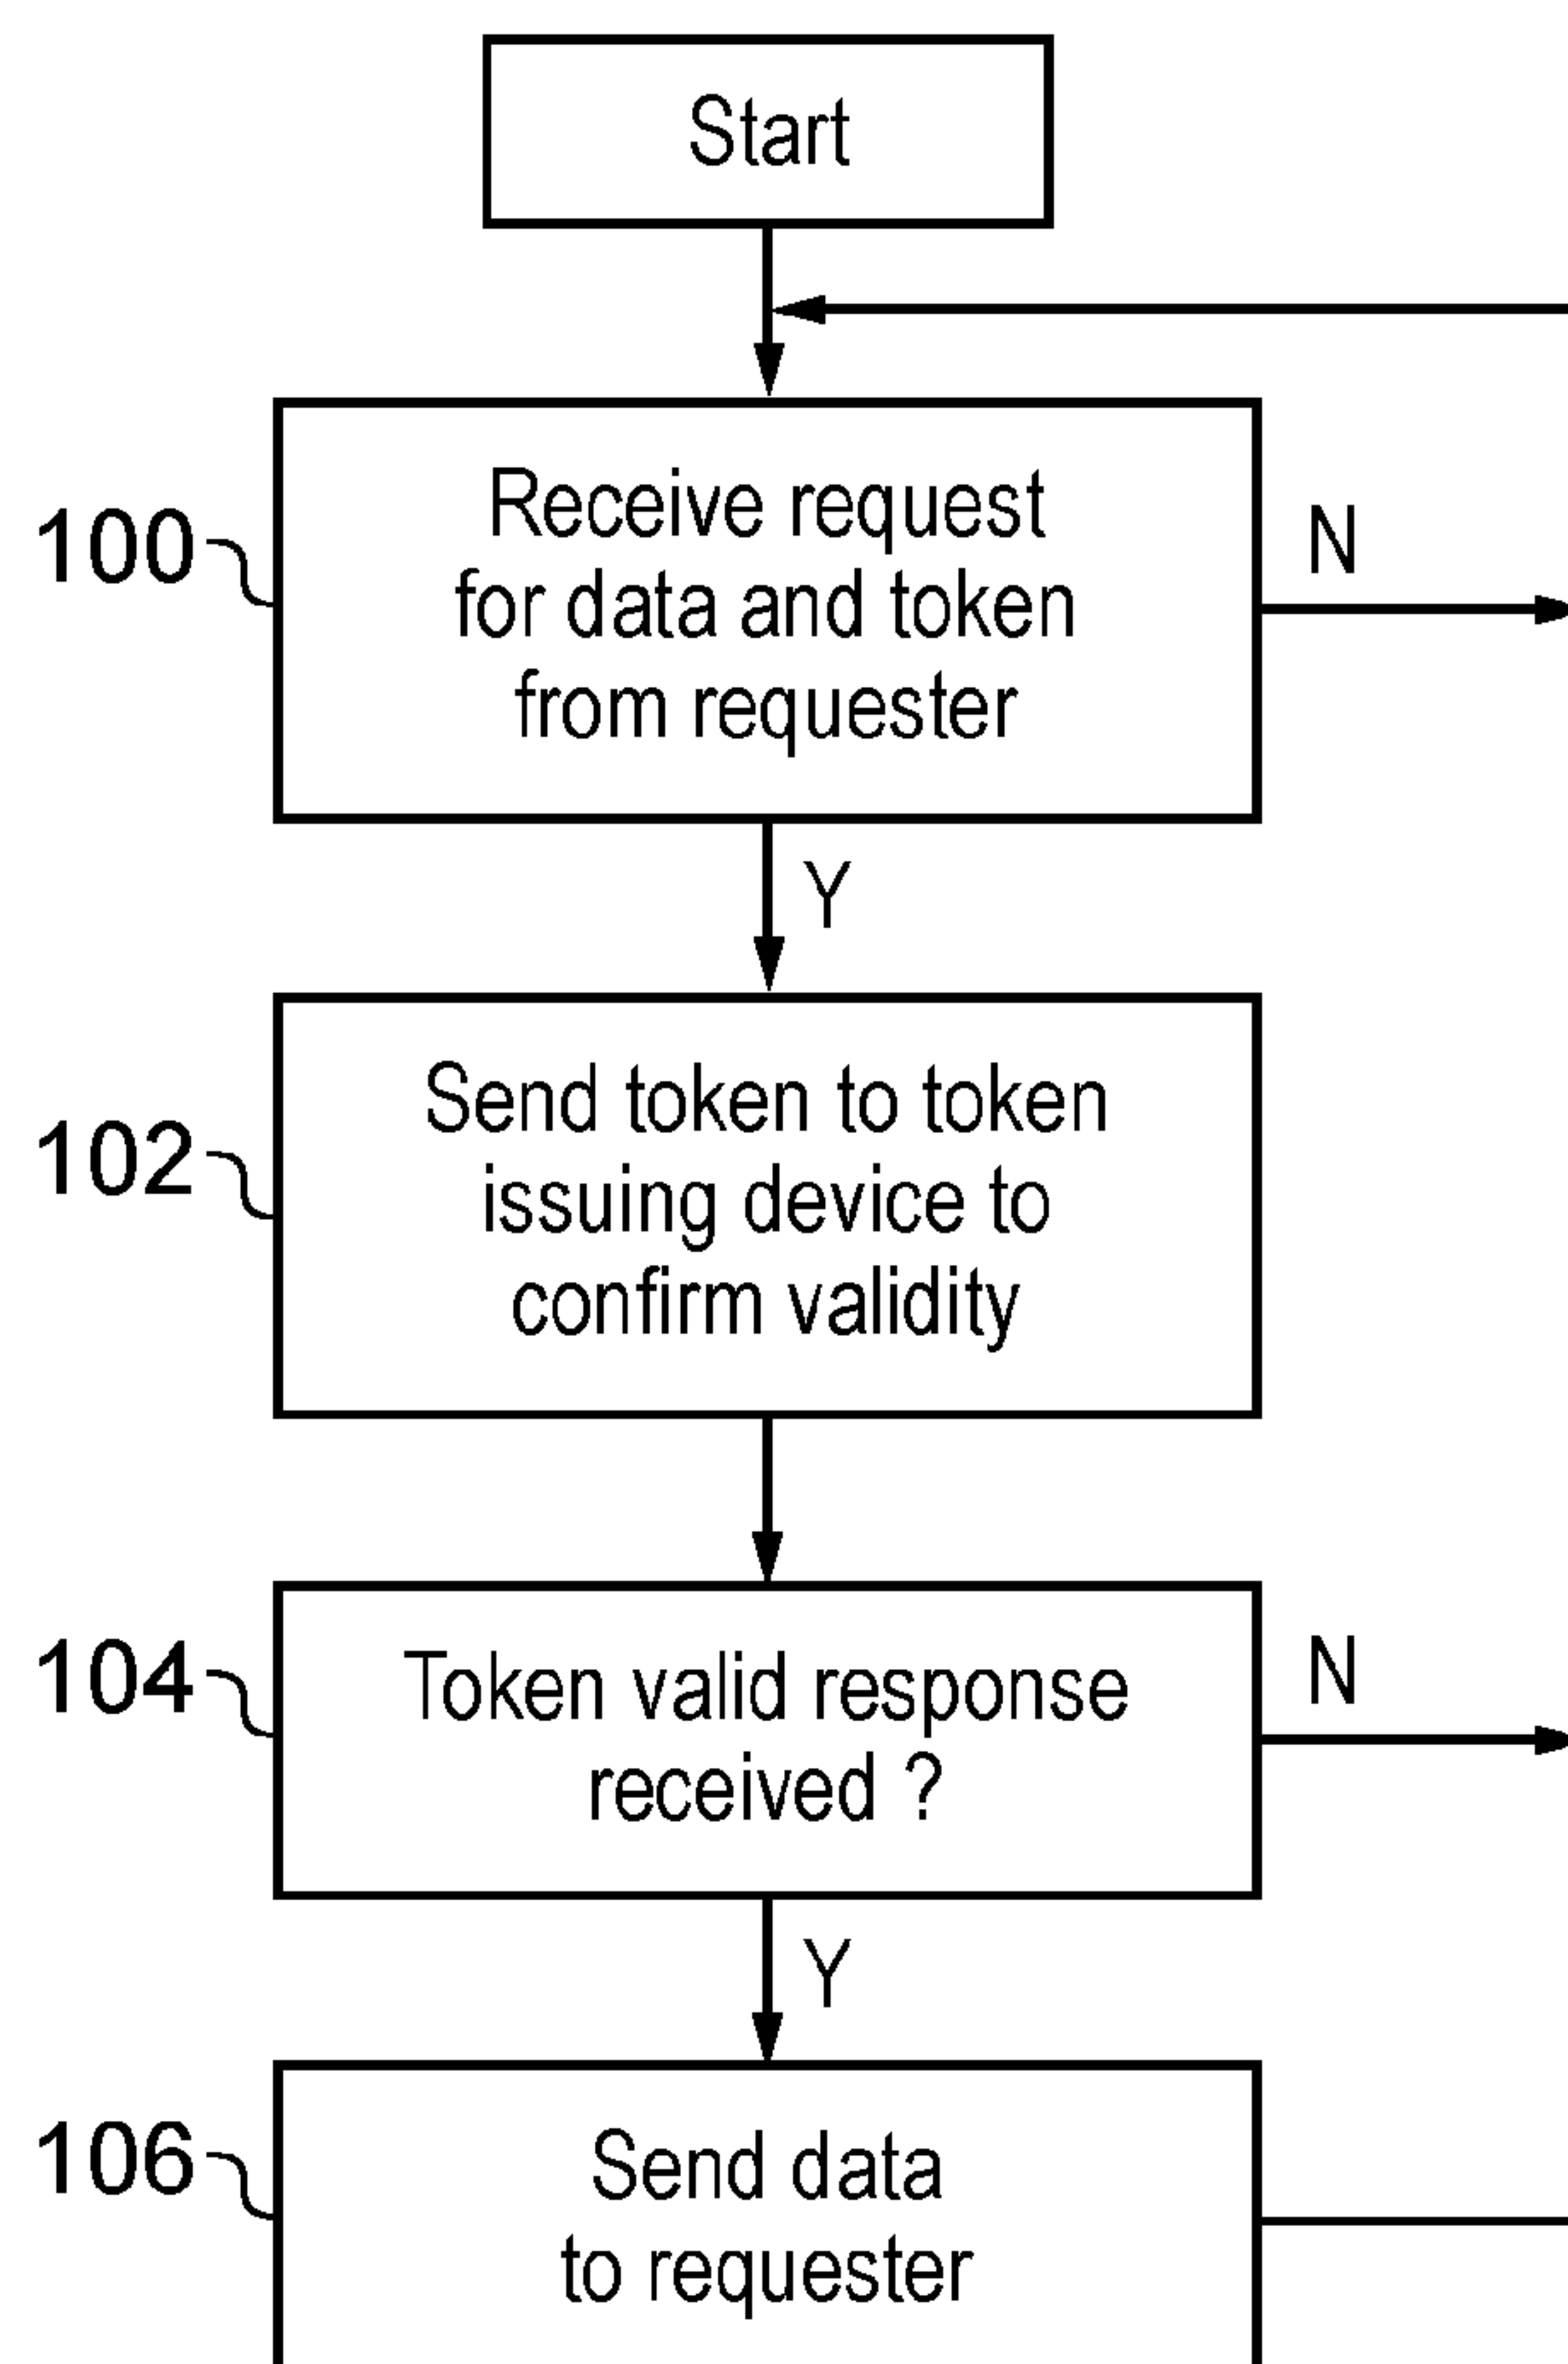 Start
100
Receive request
for data and token
from requester
N
Y
102
Send token to token
issuing device to
confirm validity
104
Token valid response
received ?
N
Y
106
Send data
to requester